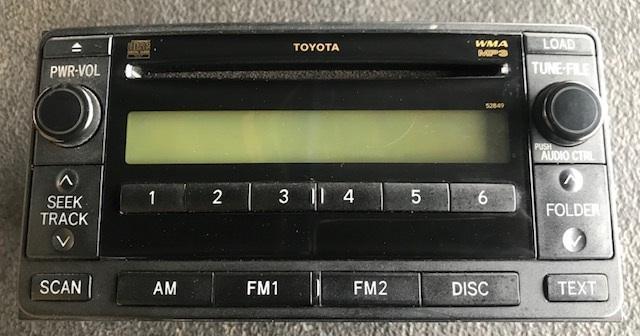 TOYOTA
WMA
MP3
LOAD
PWR-VOL
TUNE·FILE
52849
PUSH
AUDIO CTRL
1 2 3 4 5 6
SEEK
TRACK
FOLDER
SCAN AM FM1 FM2 DISC TEXT